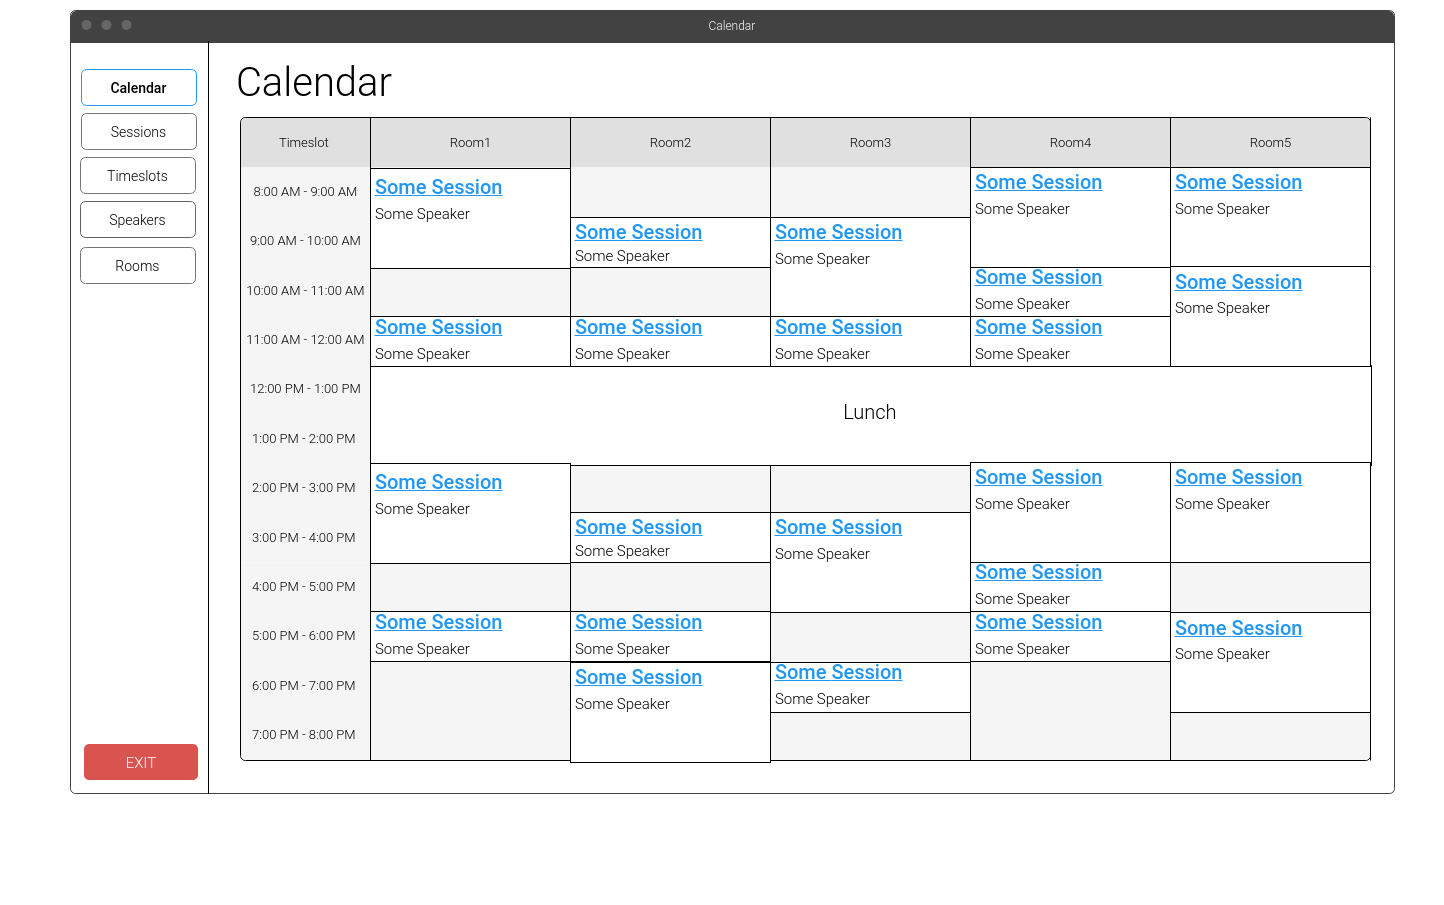 Calendar
Calendar
Sessions
Timeslots
Speakers
Rooms
EXIT
Calendar
Timeslot Room1 Room2 Room3 Room4 Room5
8:00 AM - 9:00 AM
Some Session Some Session Some Session
Some Speaker Some Speaker Some Speaker
9:00 AM - 10:00 AM
Some Session Some Session
Some Speaker Some Speaker
10:00 AM - 11:00 AM
Some Session Some Session
Some Speaker Some Speaker
11:00 AM - 12:00 AM
Some Session Some Session Some Session Some Session
Some Speaker Some Speaker Some Speaker Some Speaker
12:00 PM - 1:00 PM
Lunch
1:00 PM - 2:00 PM
2:00 PM - 3:00 PM
Some Session Some Session Some Session
Some Speaker Some Speaker Some Speaker
3:00 PM - 4:00 PM
Some Session Some Session
Some Speaker Some Speaker
4:00 PM - 5:00 PM
Some Session
Some Speaker
5:00 PM - 6:00 PM
Some Session Some Session Some Session Some Session
Some Speaker Some Speaker Some Speaker Some Speaker
6:00 PM - 7:00 PM
Some Session Some Session
Some Speaker Some Speaker
7:00 PM - 8:00 PM